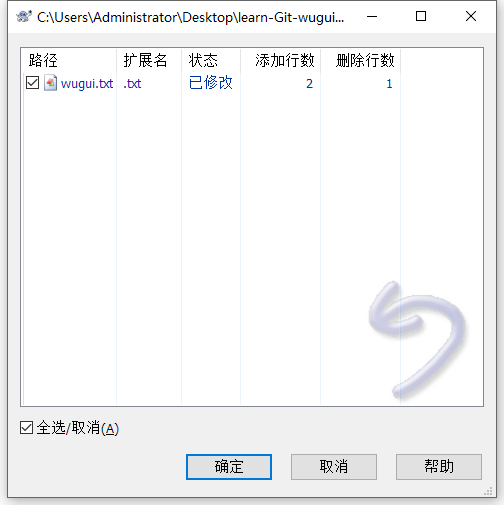 C:\Users\Administrator\Desktop\learn-Git-wugui...
路径 扩展名 状态 添加行数 删除行数
wugui.txt .txt 已修改 2 1
全选/取消(A)
确定 取消 帮助